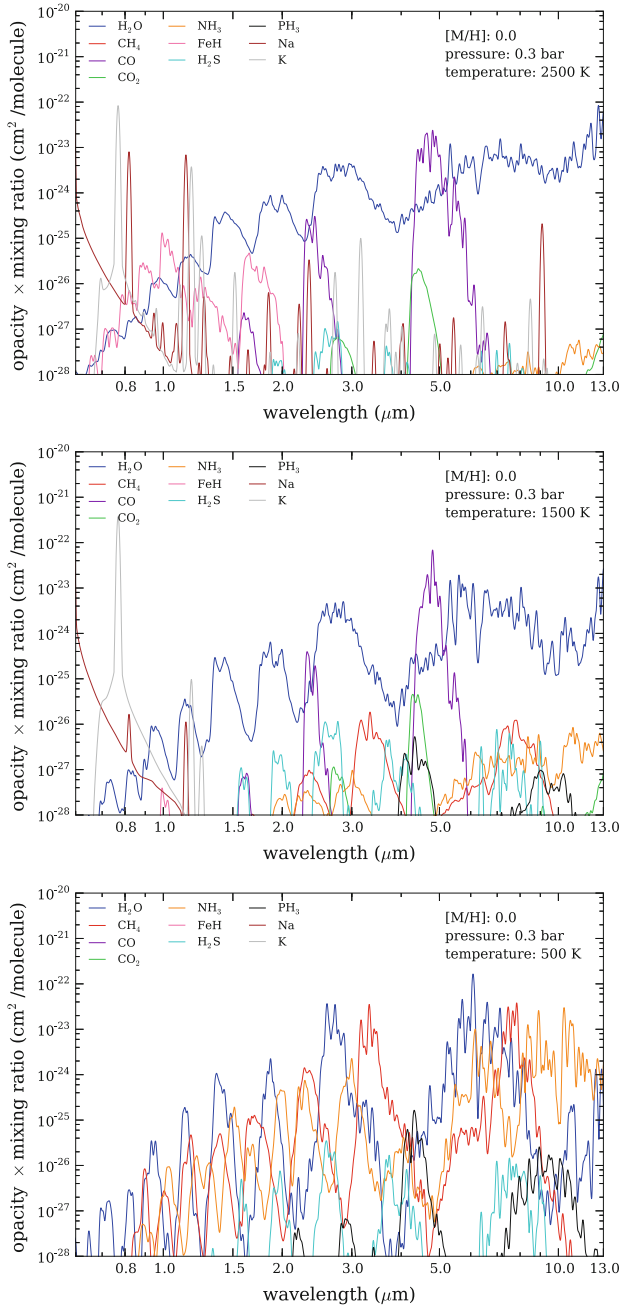 10⁻²⁰
10⁻²¹
10⁻²²
10⁻²³
10⁻²⁴
10⁻²⁵
10⁻²⁶
10⁻²⁷
10⁻²⁸
opacity × mixing ratio (cm² /molecule)
H₂O NH₃ PH₃
CH₄ FeH Na
CO H₂S K
CO₂
[M/H]: 0.0
pressure: 0.3 bar
temperature: 2500 K
0.8 1.0 1.5 2.0 3.0 5.0 10.0 13.0
wavelength (μm)
10⁻²⁰
10⁻²¹
10⁻²²
10⁻²³
10⁻²⁴
10⁻²⁵
10⁻²⁶
10⁻²⁷
10⁻²⁸
opacity × mixing ratio (cm² /molecule)
H₂O NH₃ PH₃
CH₄ FeH Na
CO H₂S K
CO₂
[M/H]: 0.0
pressure: 0.3 bar
temperature: 1500 K
0.8 1.0 1.5 2.0 3.0 5.0 10.0 13.0
wavelength (μm)
10⁻²⁰
10⁻²¹
10⁻²²
10⁻²³
10⁻²⁴
10⁻²⁵
10⁻²⁶
10⁻²⁷
10⁻²⁸
opacity × mixing ratio (cm² /molecule)
H₂O NH₃ PH₃
CH₄ FeH Na
CO H₂S K
CO₂
[M/H]: 0.0
pressure: 0.3 bar
temperature: 500 K
0.8 1.0 1.5 2.0 3.0 5.0 10.0 13.0
wavelength (μm)